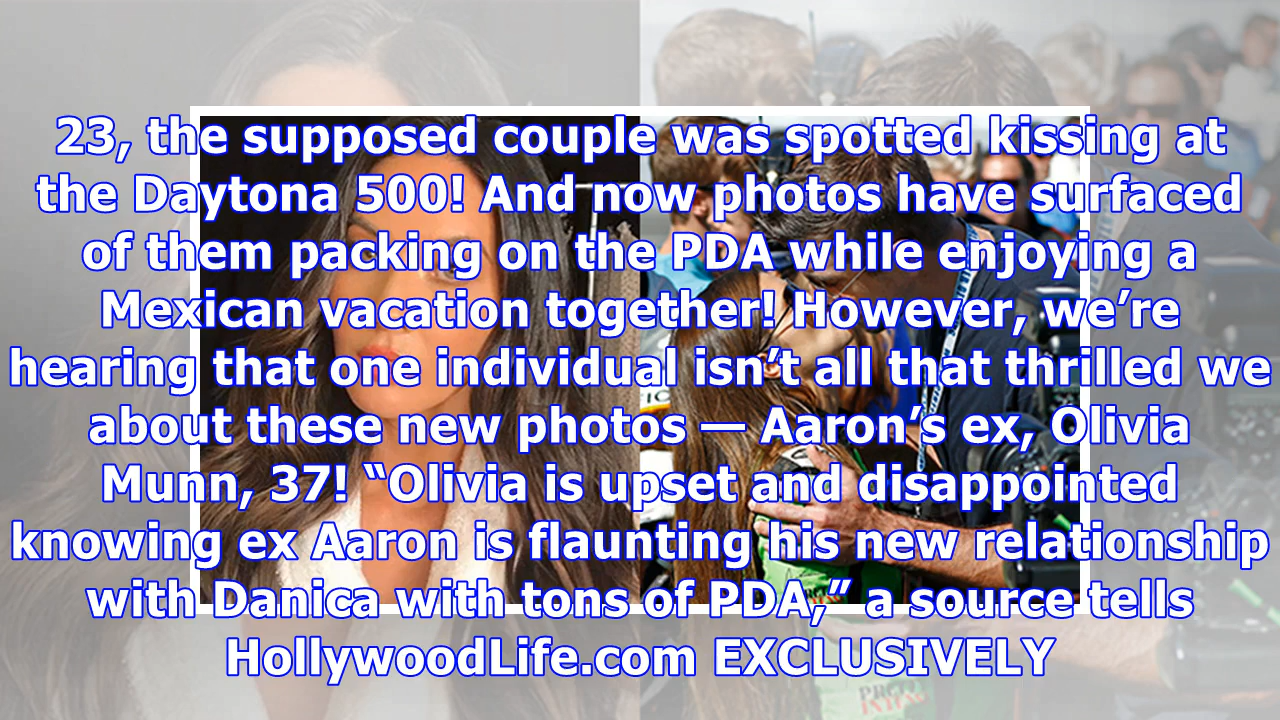 23, the supposed couple was spotted kissing at
the Daytona 500! And now photos have surfaced
of them packing on the PDA while enjoying a
Mexican vacation together! However, we’re
hearing that one individual isn’t all that thrilled we
about these new photos — Aaron’s ex, Olivia
Munn, 37! “Olivia is upset and disappointed
knowing ex Aaron is flaunting his new relationship
with Danica with tons of PDA,” a source tells
HollywoodLife.com EXCLUSIVELY